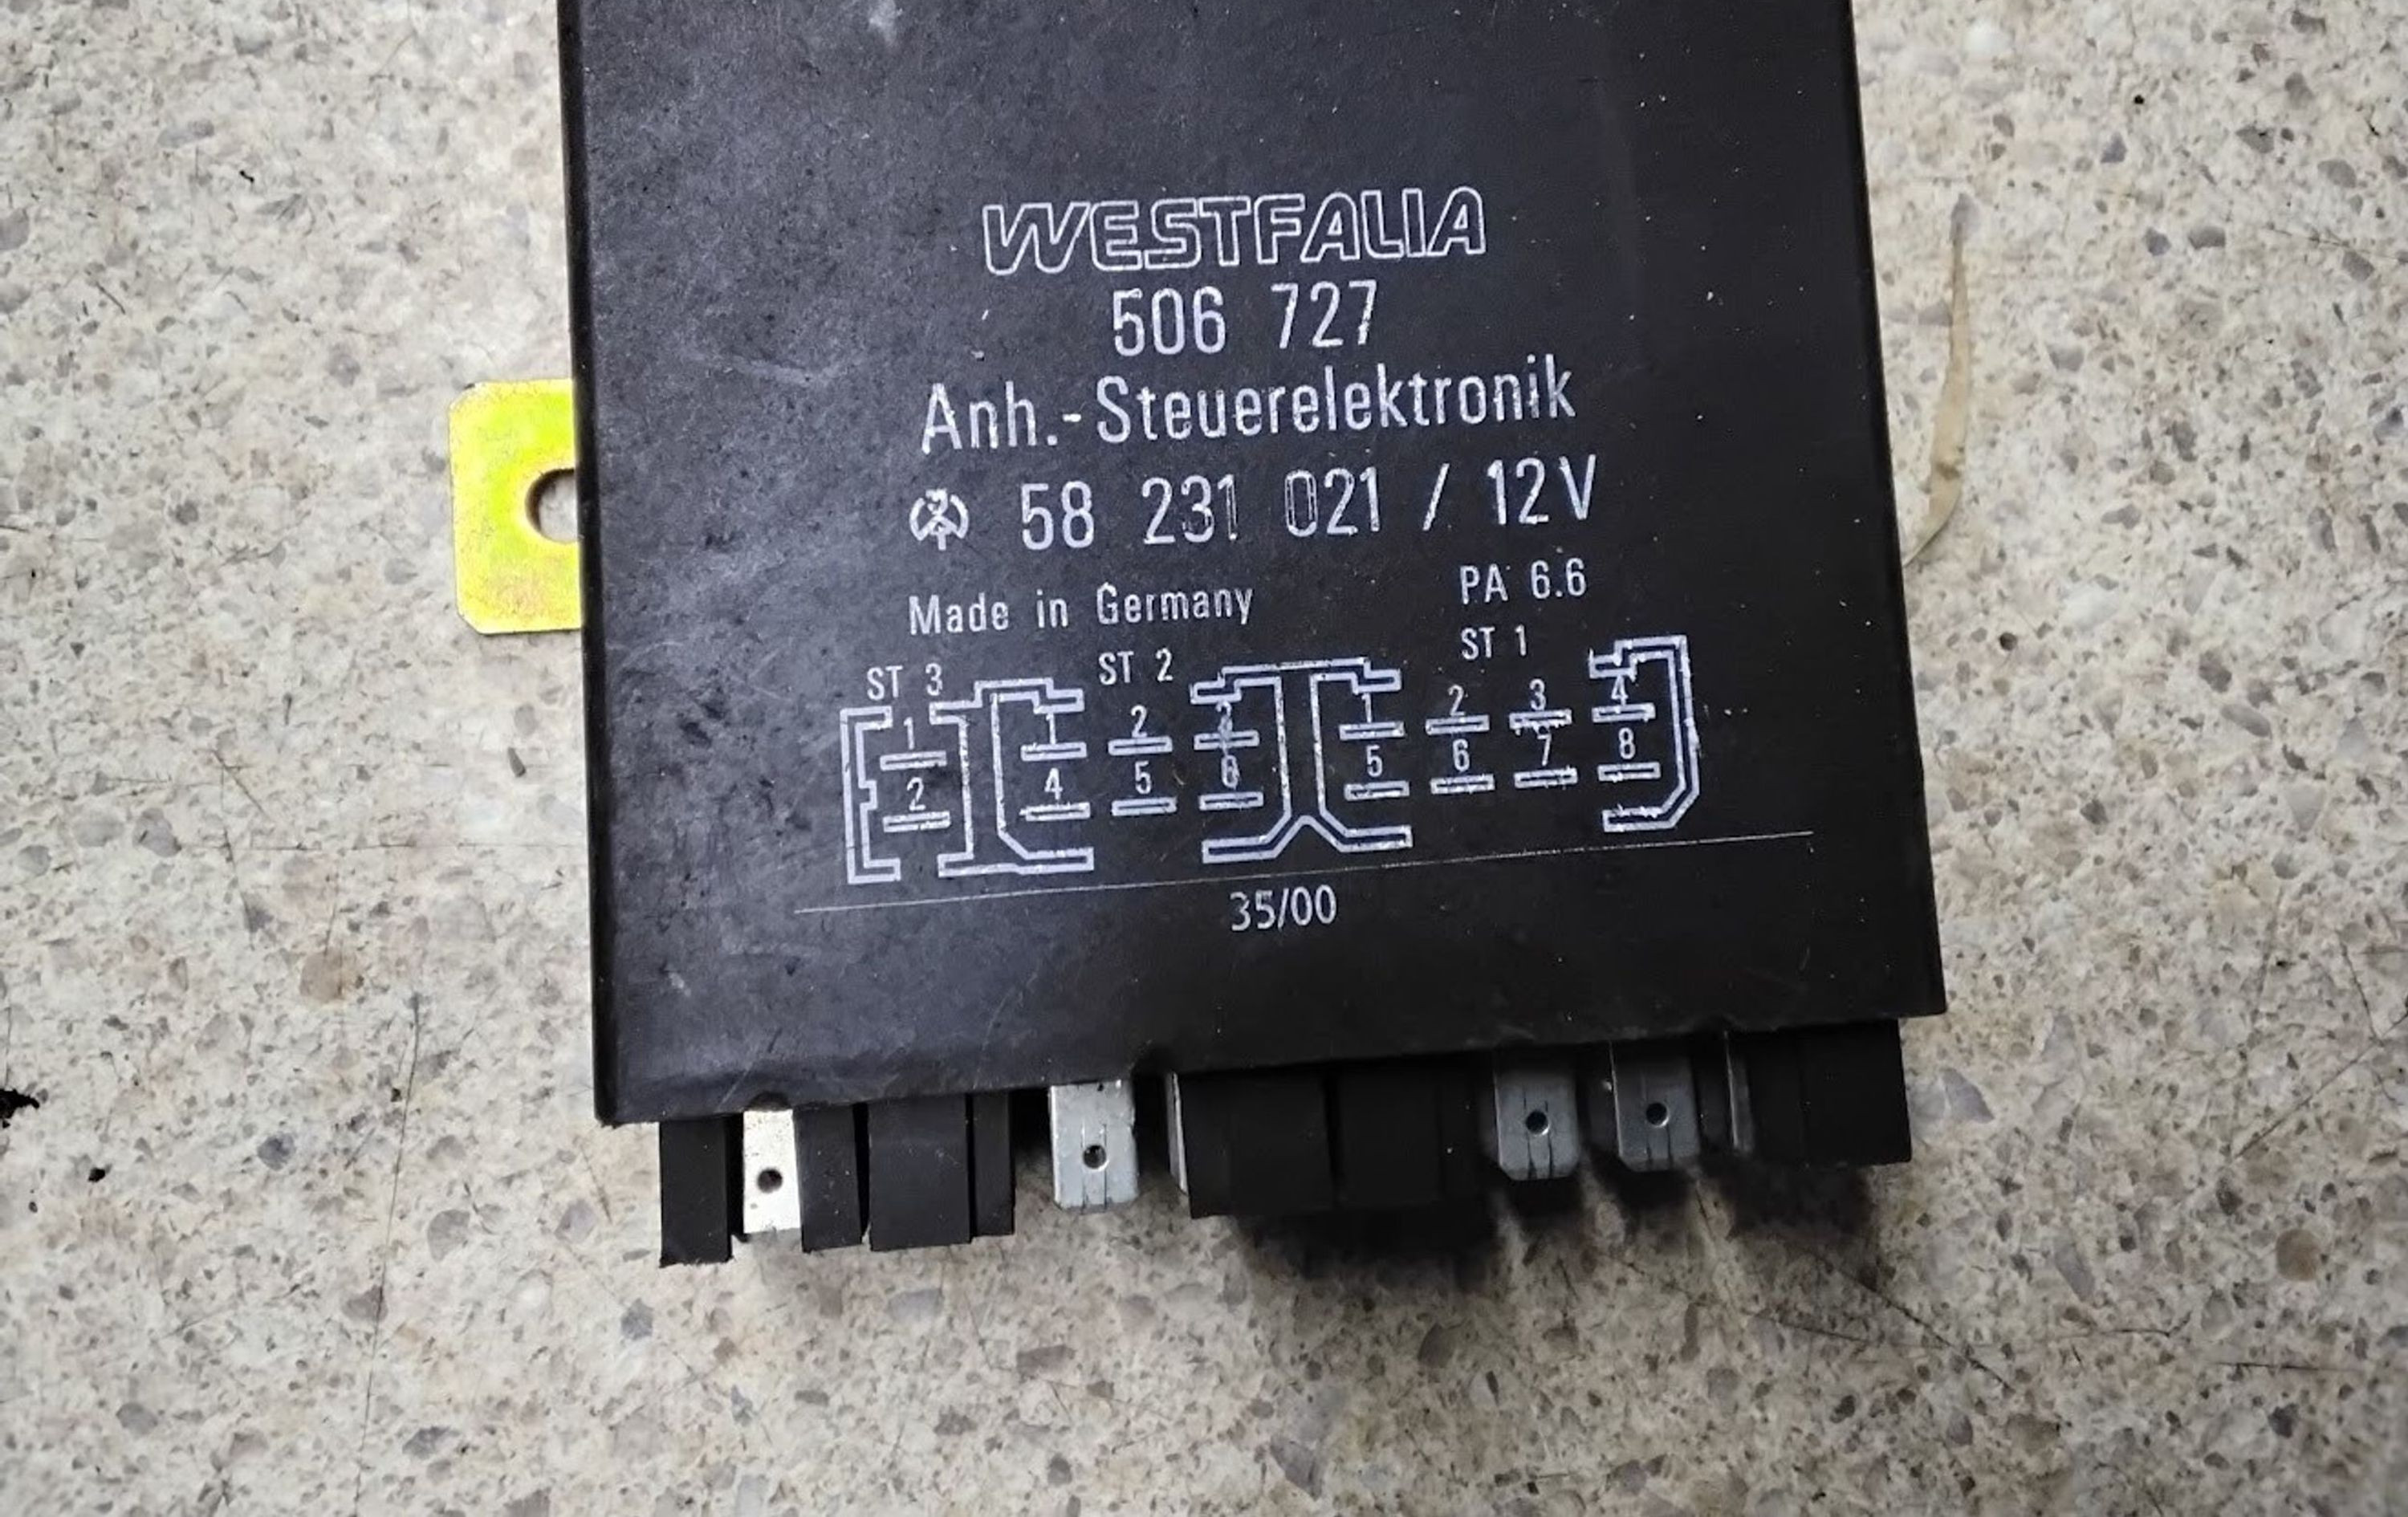 WESTFALIA
506 727
Anh.-Steuerelektronik
58 231 021 / 12V
Made in Germany
PA 6.6
ST 3
ST 2
ST 1
1 1 2 3 1 2 3 4
2 4 5 6 5 6 7 8
35/00